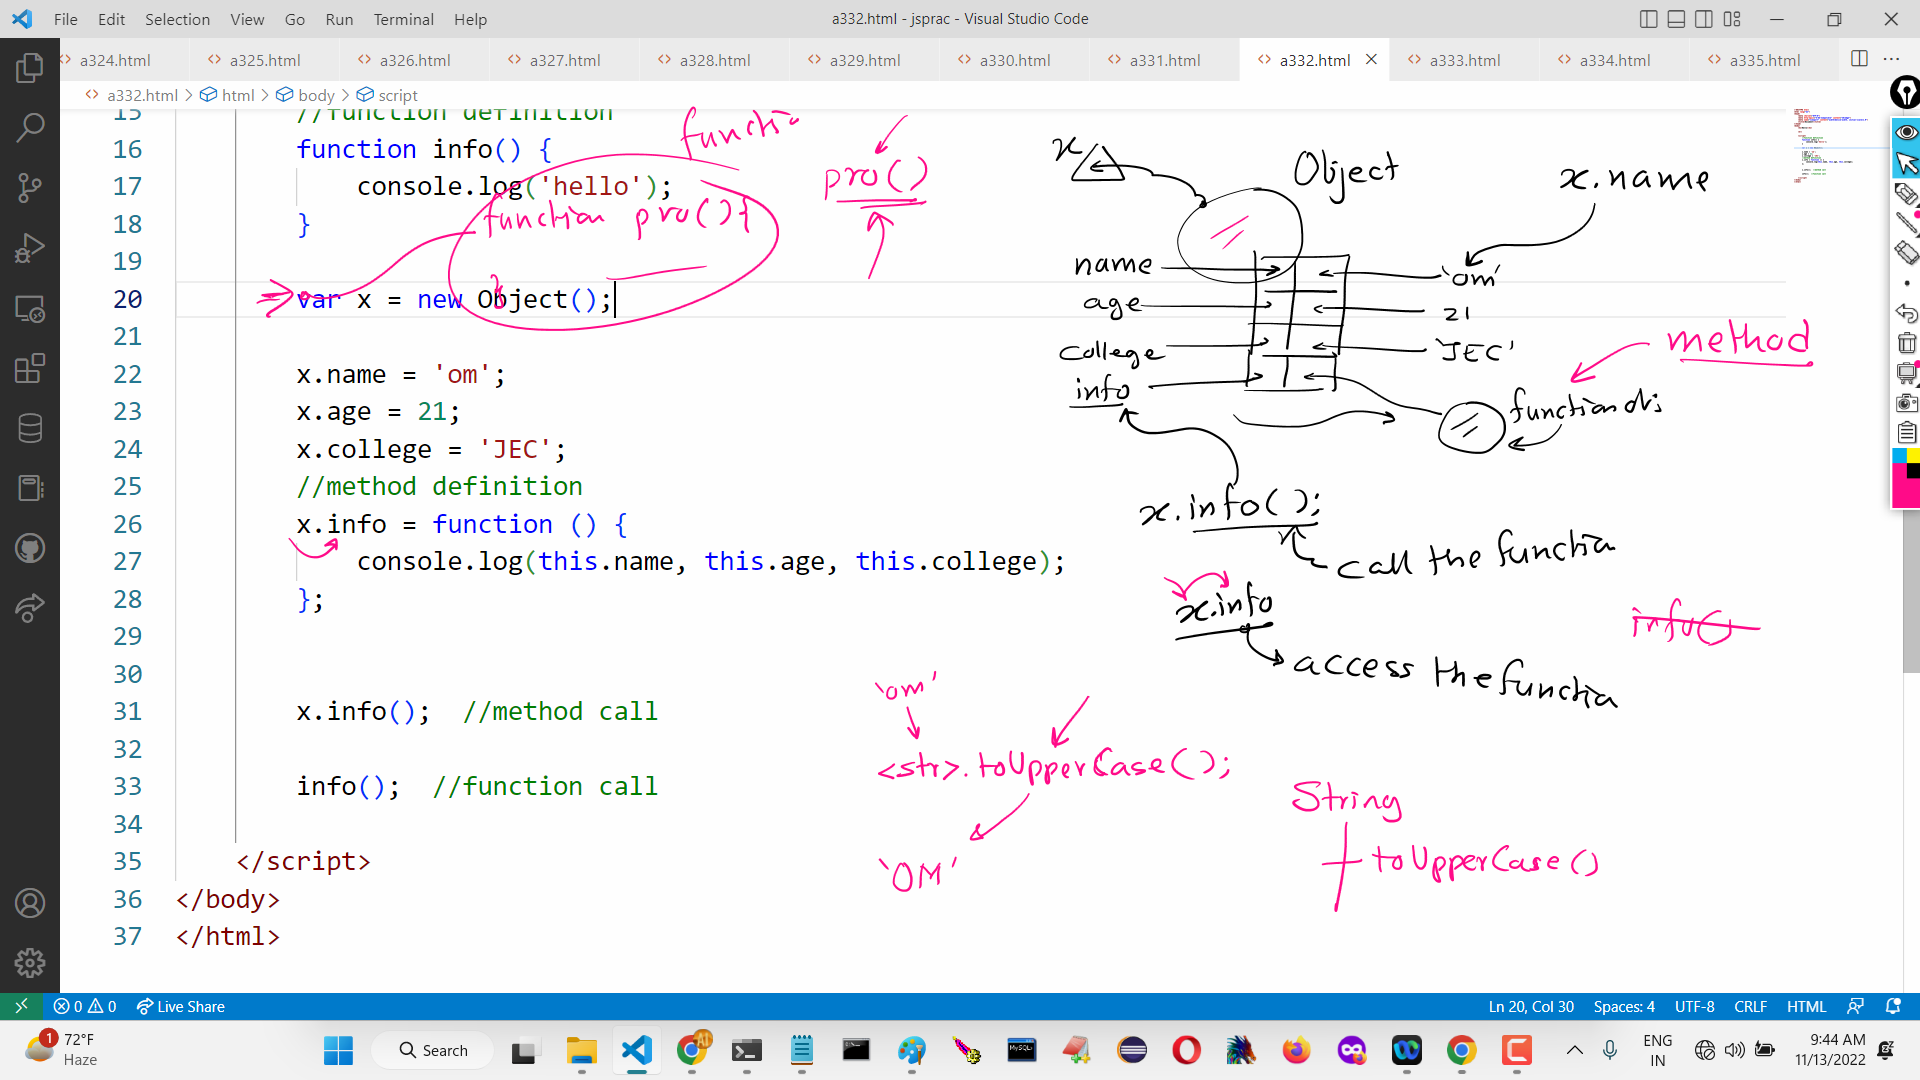 File Edit Selection View Go Run Terminal Help
a332.html - jsprac - Visual Studio Code
a324.html a325.html a326.html a327.html a328.html a329.html a330.html a331.html a332.html a333.html a334.html a335.html
a332.html > html > body > script
15 //function definition
16 function info() {
17 console.log('hello');
18 }
19
20 var x = new Object();
21
22 x.name = 'om';
23 x.age = 21;
24 x.college = 'JEC';
25 //method definition
26 x.info = function () {
27 console.log(this.name, this.age, this.college);
28 };
29
30
31 x.info(); //method call
32
33 info(); //function call
34
35 </script>
36 </body>
37 </html>
functio
function pro(){
}
pro()
x
Object
x.name
name
'om'
age
21
college
'JEC'
info
function obj
method
x.info();
call the function
x.info
access the function
info()
'om'
<str>.toUpperCase();
'OM'
String
toUpperCase()
0 0 Live Share
Ln 20, Col 30 Spaces: 4 UTF-8 CRLF HTML
1
72°F
Haze
Search
AI
MySQL
ENG
IN
9:44 AM
11/13/2022